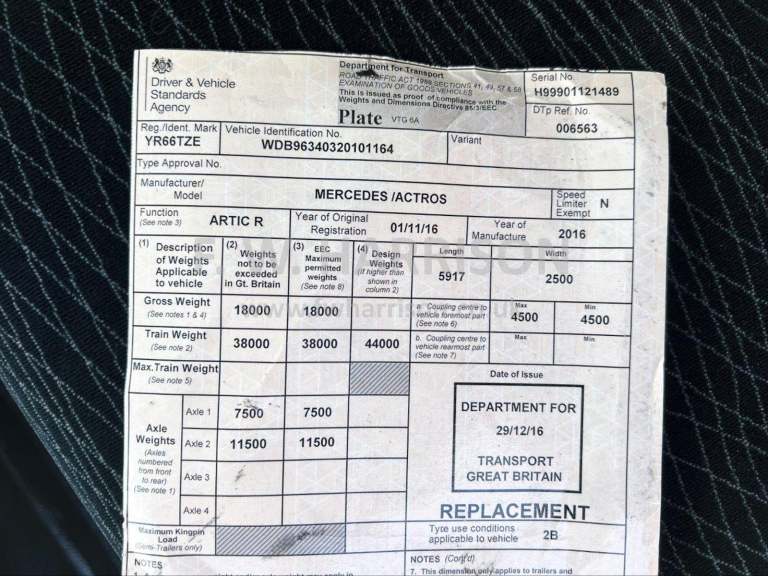 Driver & Vehicle
Standards
Agency
Department for Transport
ROAD TRAFFIC ACT 1988 SECTIONS 41, 49, 57 & 58
EXAMINATION OF GOODS VEHICLES
This is issued as proof of compliance with the
Weights and Dimensions Directive 85/3/EEC
Plate VTG 6A
Serial No.
H99901121489
DTp Ref. No.
006563
Reg./Ident. Mark
YR66TZE
Vehicle Identification No.
WDB96340320101164
Variant
Type Approval No.
Manufacturer/
Model
MERCEDES /ACTROS
Speed
Limiter
Exempt
N
Function
(See note 3)
ARTIC R
Year of Original
Registration
01/11/16
Year of
Manufacture
2016
(1) Description
of Weights
Applicable
to vehicle
(2) Weights
not to be
exceeded
in Gt. Britain
(3) EEC
Maximum
permitted
weights
(See note 8)
(4) Design
Weights
(if higher than
shown in
column 2)
Length
5917
Width
2500
Gross Weight
(See notes 1 & 4)
18000
18000
a. Coupling centre to
vehicle foremost part
(See note 6)
Max
4500
Min
4500
Train Weight
(See note 2)
38000
38000
44000
b. Coupling centre to
vehicle rearmost part
(See note 7)
Max
Min
Max.Train Weight
(See note 5)
Axle
Weights
(Axles
numbered
from front
to rear)
(See note 1)
Axle 1
7500
7500
Axle 2
11500
11500
Axle 3
Axle 4
Maximum Kingpin
Load
(Semi-Trailers only)
Date of Issue
DEPARTMENT FOR
29/12/16
TRANSPORT
GREAT BRITAIN
REPLACEMENT
Tyre use conditions
applicable to vehicle
2B
NOTES
NOTES (Cont'd)
7. This dimension only applies to trailers and